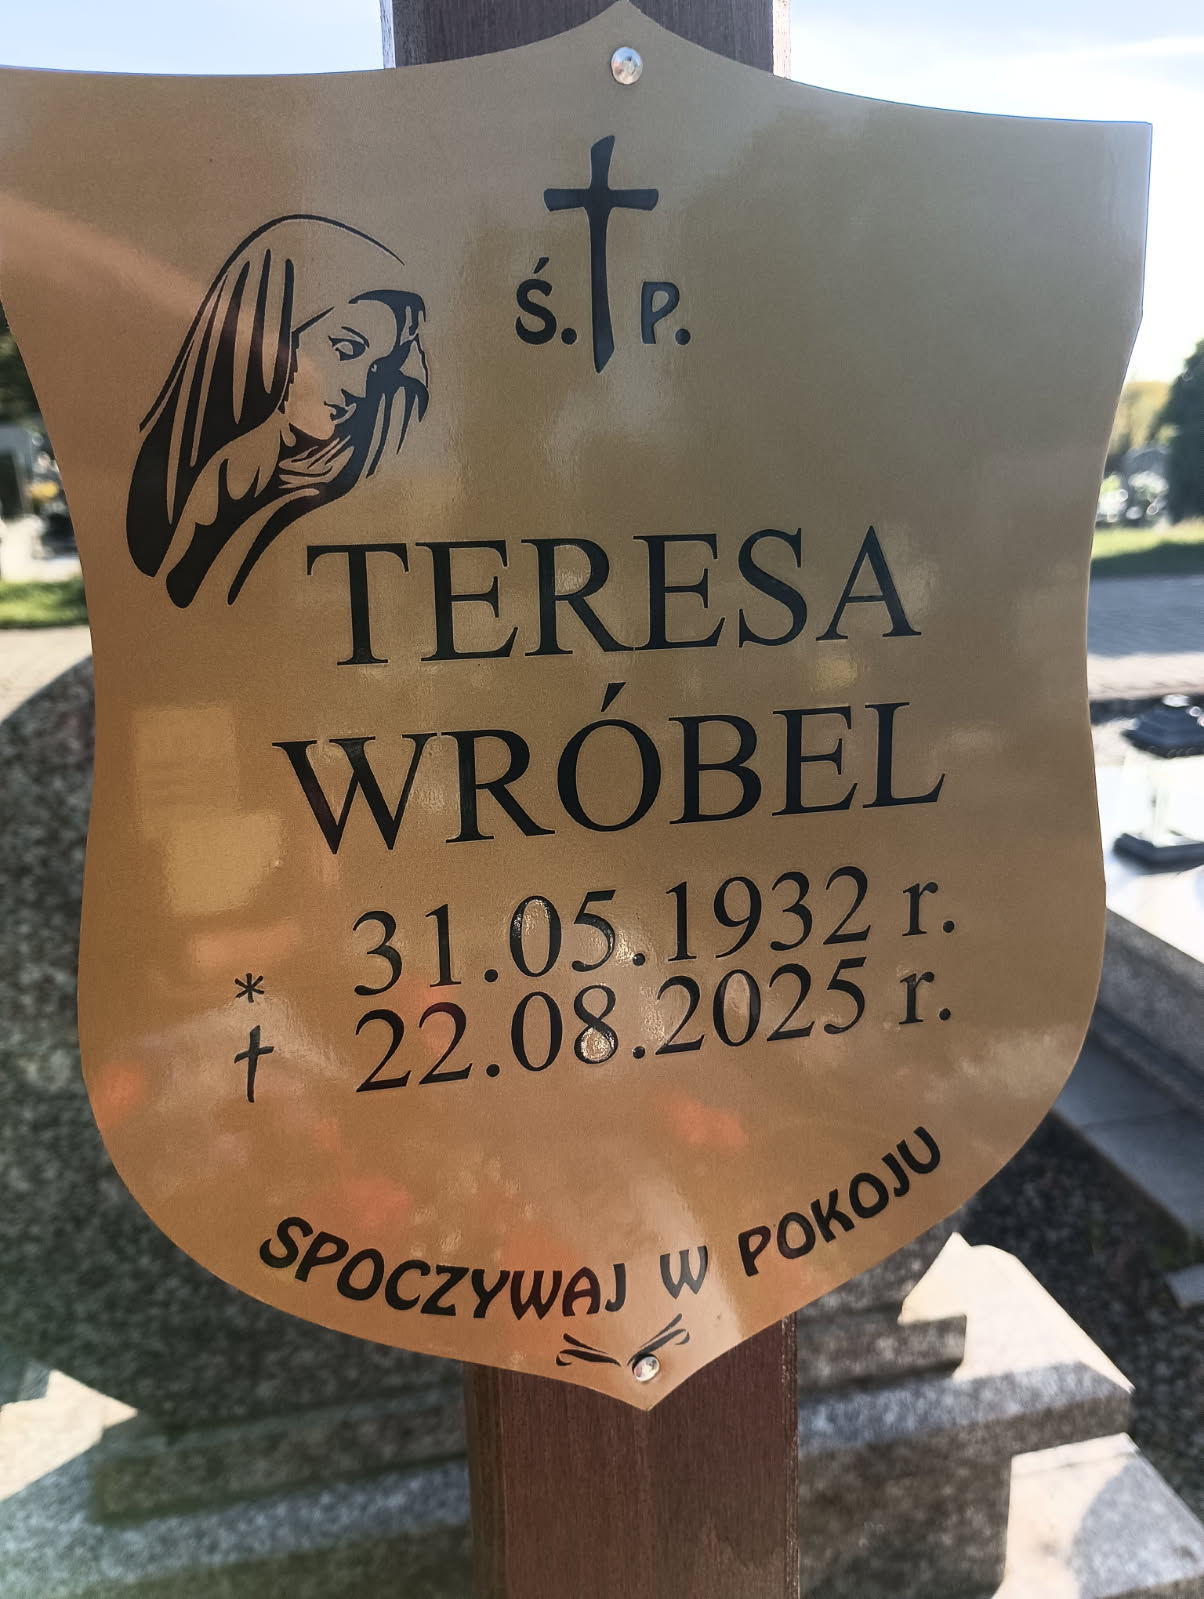 Ś. P.
TERESA
WRÓBEL
* 31.05.1932 r.
† 22.08.2025 r.
SPOCZYWAJ W POKOJU